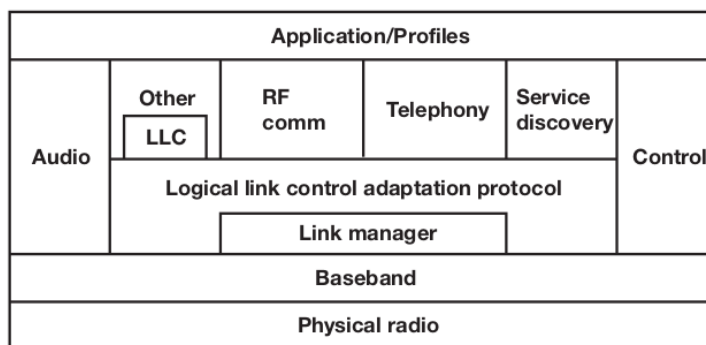 Application/Profiles
Audio
Other
LLC
RF
comm
Telephony
Service
discovery
Control
Logical link control adaptation protocol
Link manager
Baseband
Physical radio